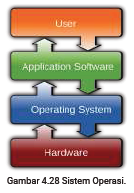 User
Application Software
Operating System
Hardware
Gambar 4.28 Sistem Operasi.